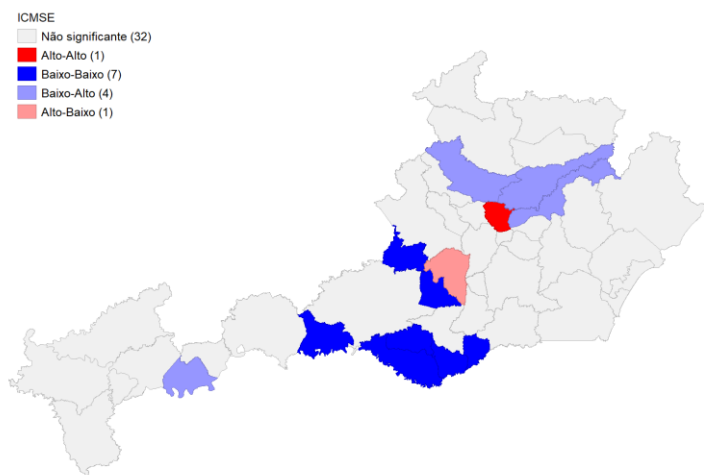 ICMSE
Não significante (32)
Alto-Alto (1)
Baixo-Baixo (7)
Baixo-Alto (4)
Alto-Baixo (1)